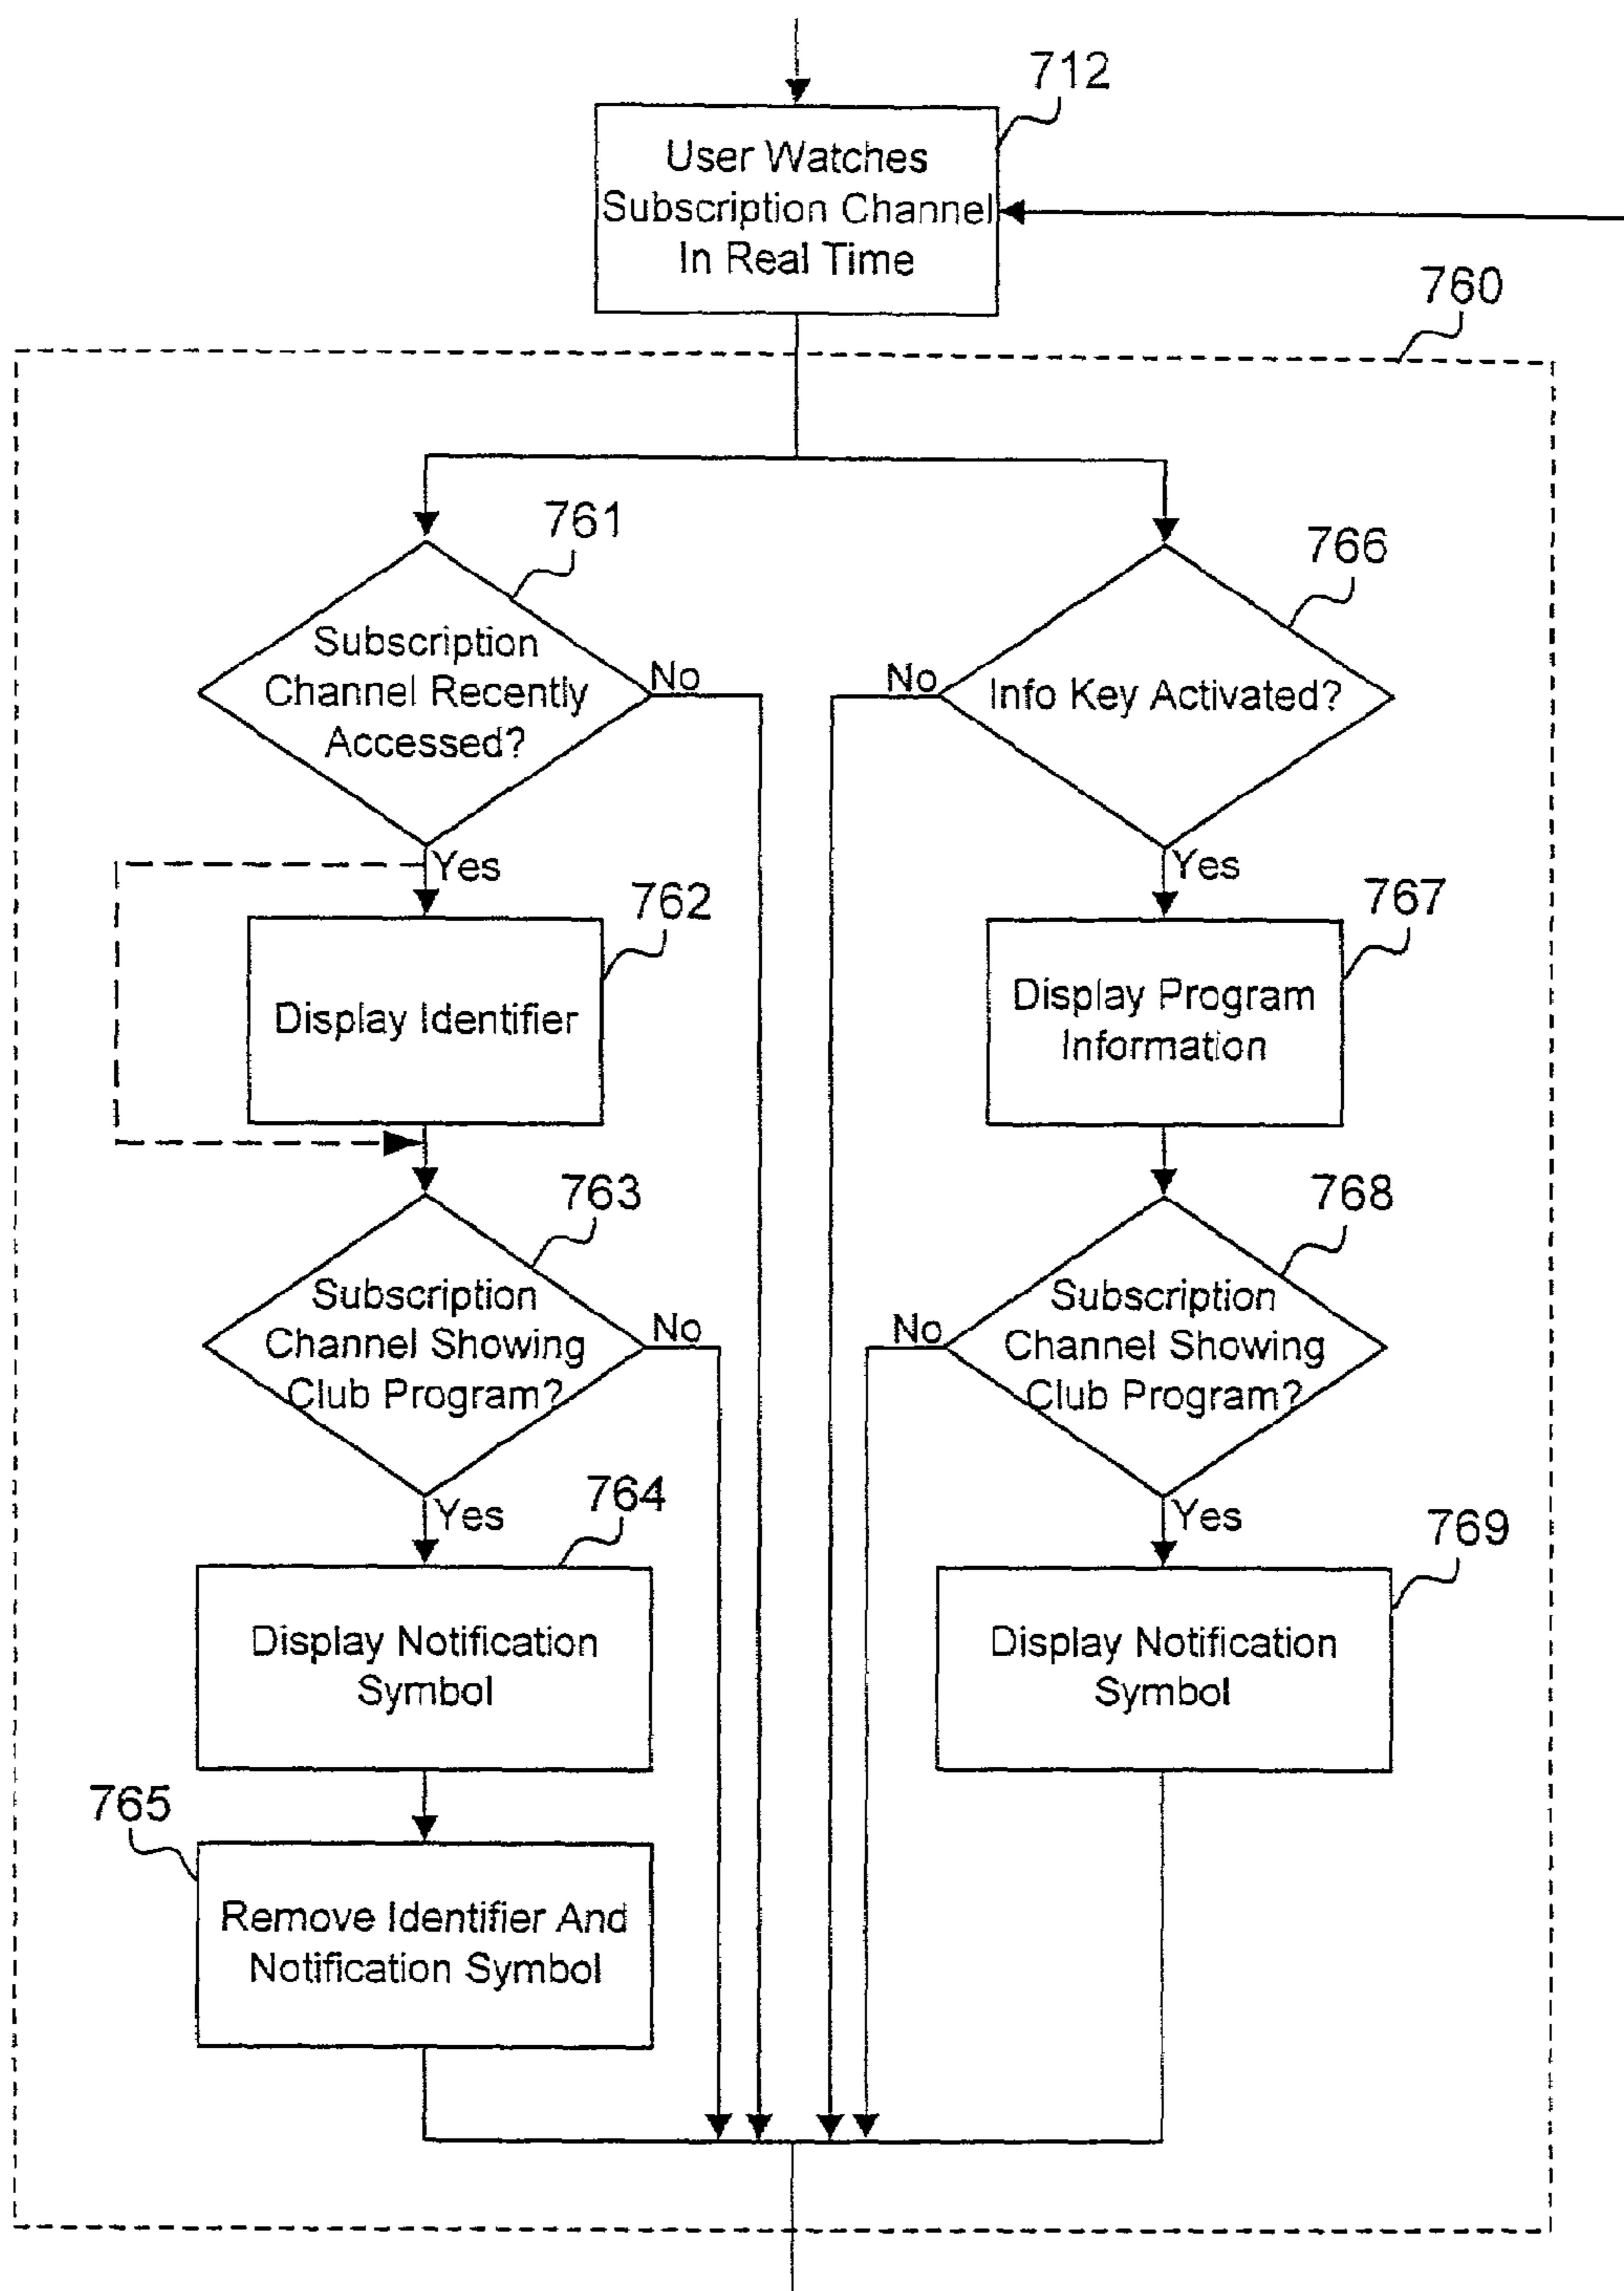 712
User Watches
Subscription Channel
In Real Time
760
761
Subscription
Channel Recently
Accessed?
No
Yes
766
Info Key Activated?
No
Yes
762
Display Identifier
767
Display Program
Information
763
Subscription
Channel Showing
Club Program?
No
Yes
768
Subscription
Channel Showing
Club Program?
No
Yes
764
Display Notification
Symbol
769
Display Notification
Symbol
765
Remove Identifier And
Notification Symbol